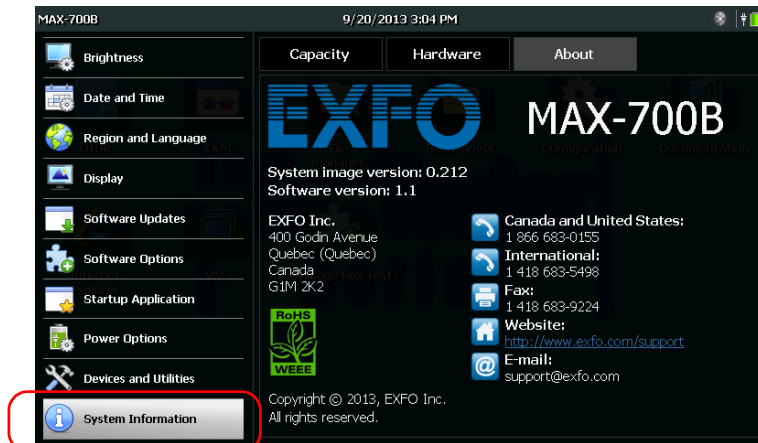 MAX-700B
9/20/2013 3:04 PM
Brightness
Date and Time
Region and Language
Display
Software Updates
Software Options
Startup Application
Power Options
Devices and Utilities
System Information
Capacity
Hardware
About
EXFO
MAX-700B
System image version: 0.212
Software version: 1.1
EXFO Inc.
400 Godin Avenue
Quebec (Quebec)
Canada
G1M 2K2
RoHS
WEEE
Canada and United States:
1 866 683-0155
International:
1 418 683-5498
Fax:
1 418 683-9224
Website:
http://www.exfo.com/support
E-mail:
support@exfo.com
Copyright © 2013, EXFO Inc.
All rights reserved.